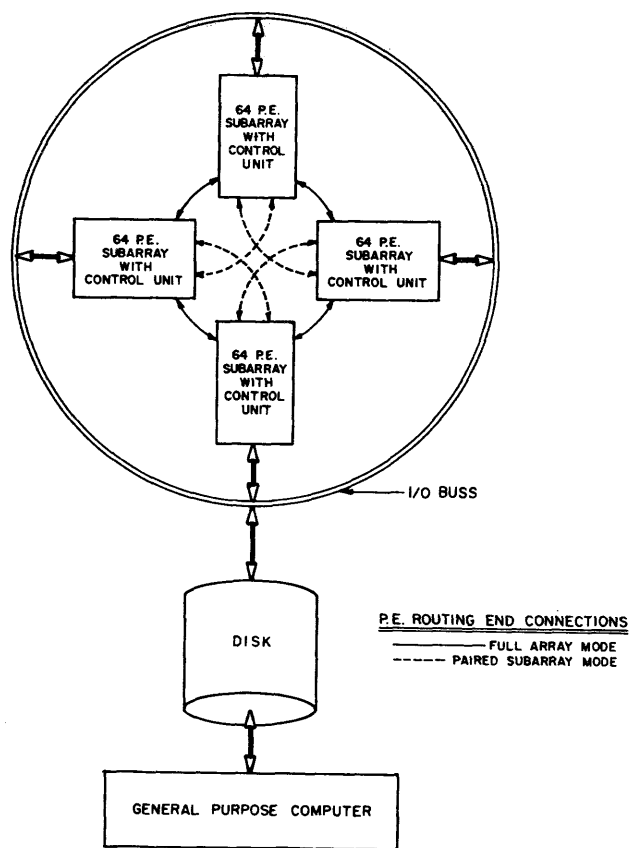 64 P.E.
SUBARRAY
WITH
CONTROL
UNIT
64 P.E.
SUBARRAY
WITH
CONTROL UNIT
64 P.E.
SUBARRAY
WITH
CONTROL UNIT
64 P.E.
SUBARRAY
WITH
CONTROL
UNIT
I/O BUSS
DISK
P.E. ROUTING END CONNECTIONS
FULL ARRAY MODE
PAIRED SUBARRAY MODE
GENERAL PURPOSE COMPUTER